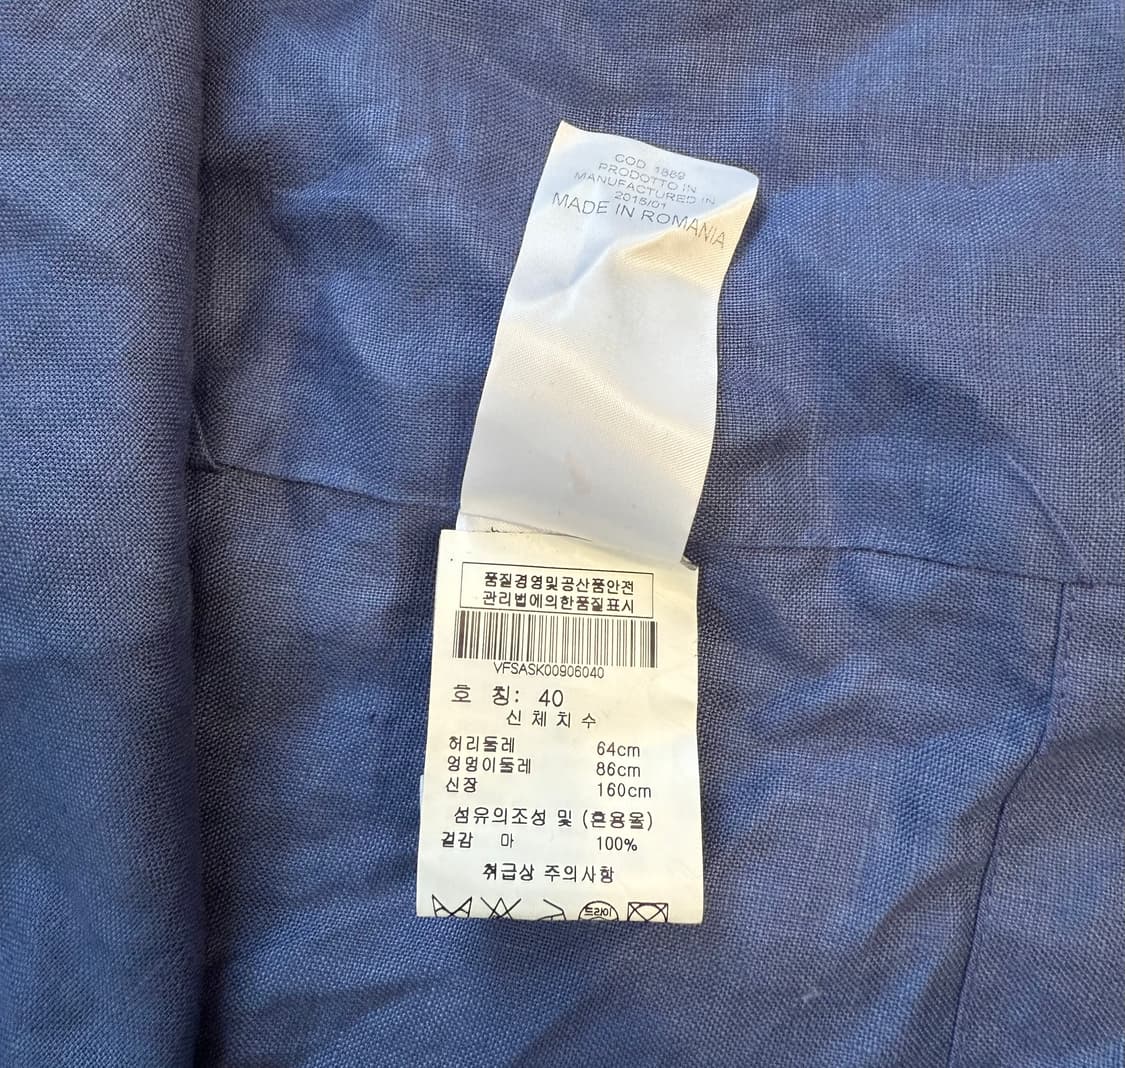 COD. 1889
PRODOTTO IN
MANUFACTURED IN
2015/01
MADE IN ROMANIA
품질경영및공산품안전
관리법에의한품질표시
VFSASK00906040
호 칭: 40
신 체 치 수
허리둘레 64cm
엉덩이둘레 86cm
신장 160cm
섬유의조성 및 (혼용율)
겉감 마 100%
취급상 주의사항
드라이